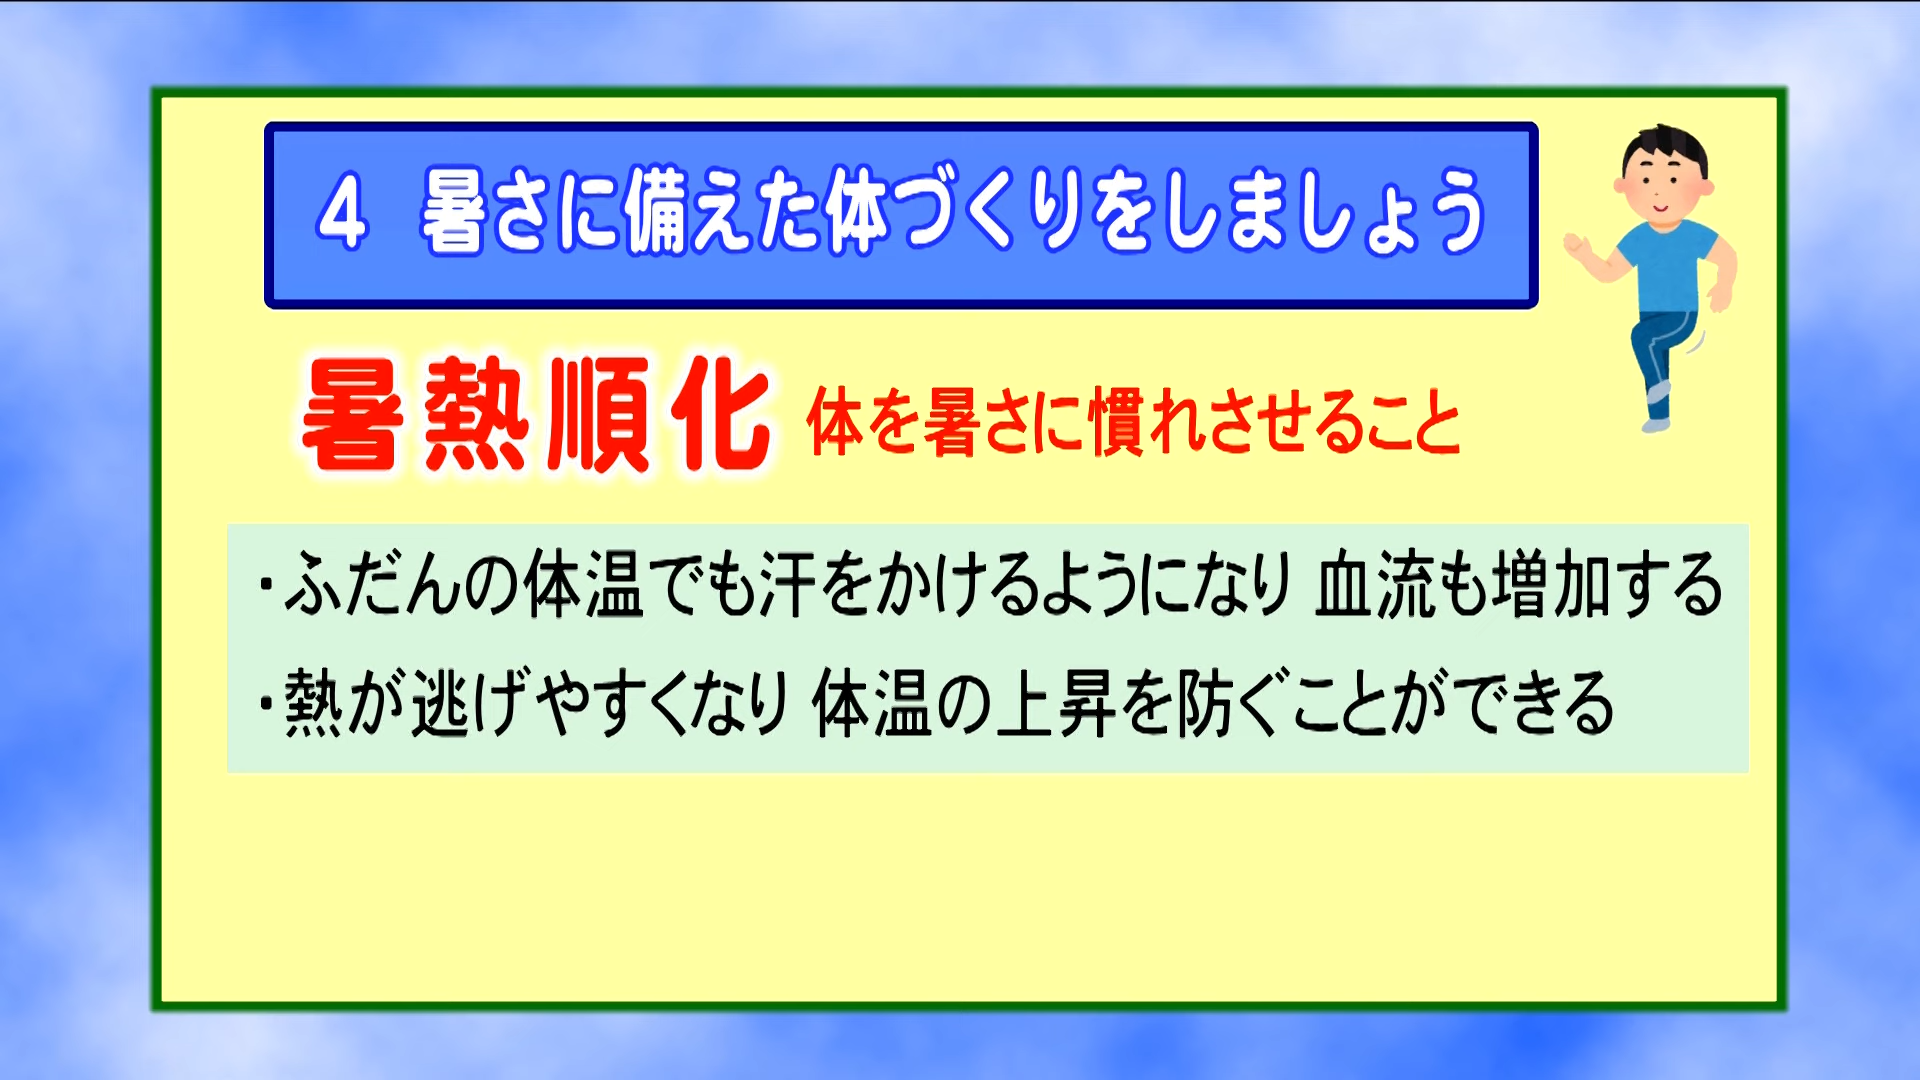 4 暑さに備えた体づくりをしましょう
暑熱順化 体を暑さに慣れさせること
・ふだんの体温でも汗をかけるようになり 血流も増加する
・熱が逃げやすくなり 体温の上昇を防ぐことができる